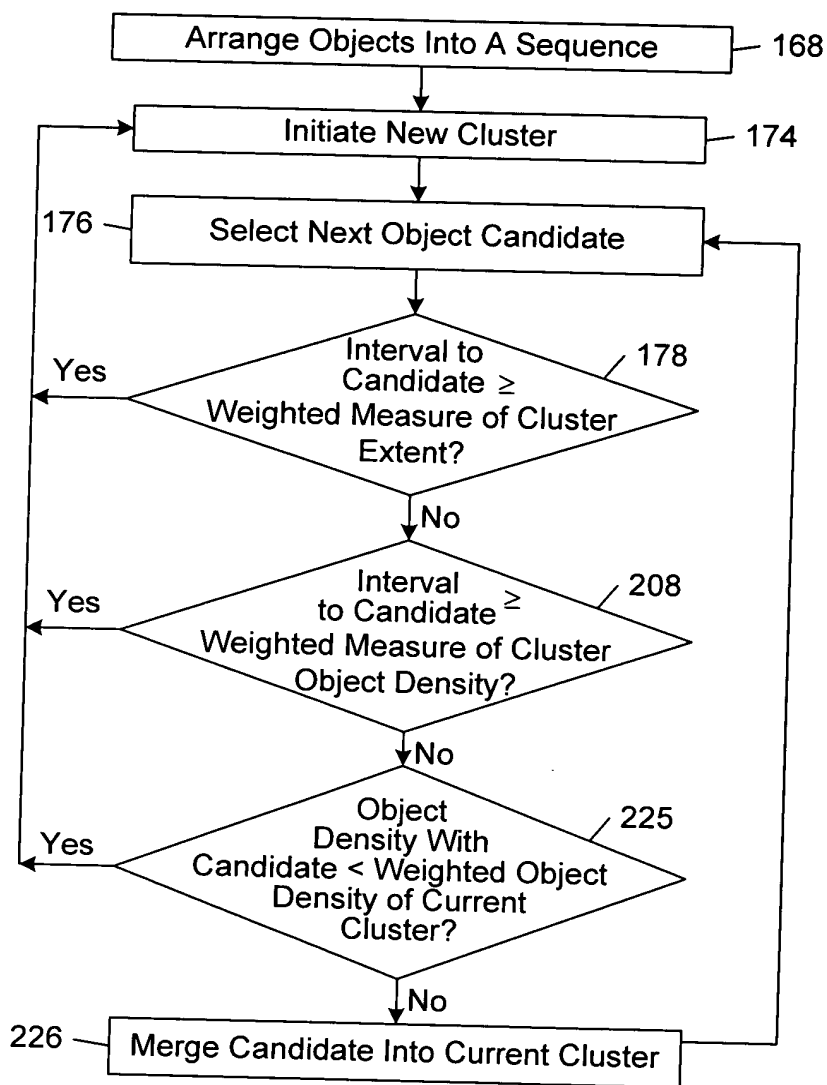 Arrange Objects Into A Sequence
168
Initiate New Cluster
174
176
Select Next Object Candidate
Interval to
Candidate ≥
Weighted Measure of Cluster
Extent?
178
Yes
No
Interval
to Candidate ≥
Weighted Measure of Cluster
Object Density?
208
Yes
No
Object
Density With
Candidate < Weighted Object
Density of Current
Cluster?
225
Yes
No
226
Merge Candidate Into Current Cluster